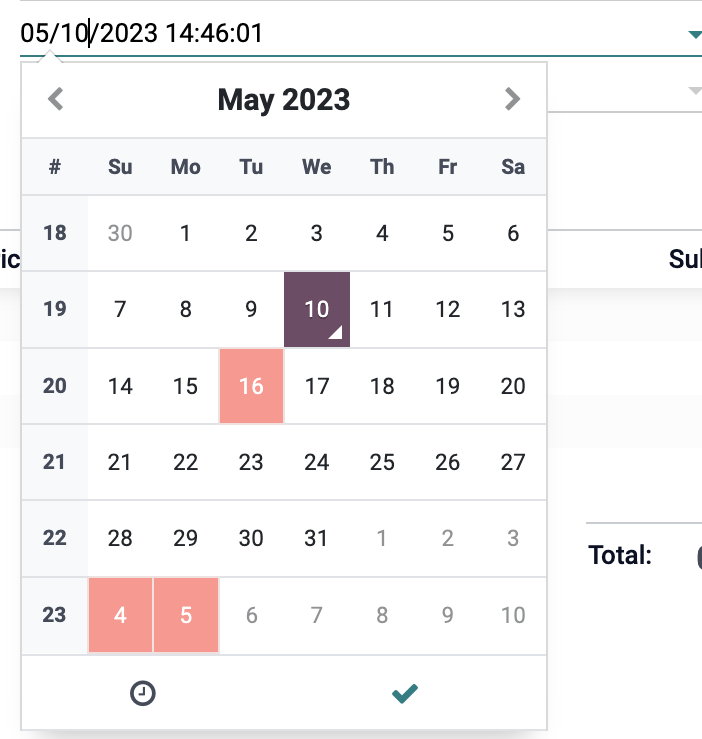 05/10/2023 14:46:01
May 2023
# Su Mo Tu We Th Fr Sa
18 30 1 2 3 4 5 6
19 7 8 9 10 11 12 13
20 14 15 16 17 18 19 20
21 21 22 23 24 25 26 27
22 28 29 30 31 1 2 3
23 4 5 6 7 8 9 10
Total: